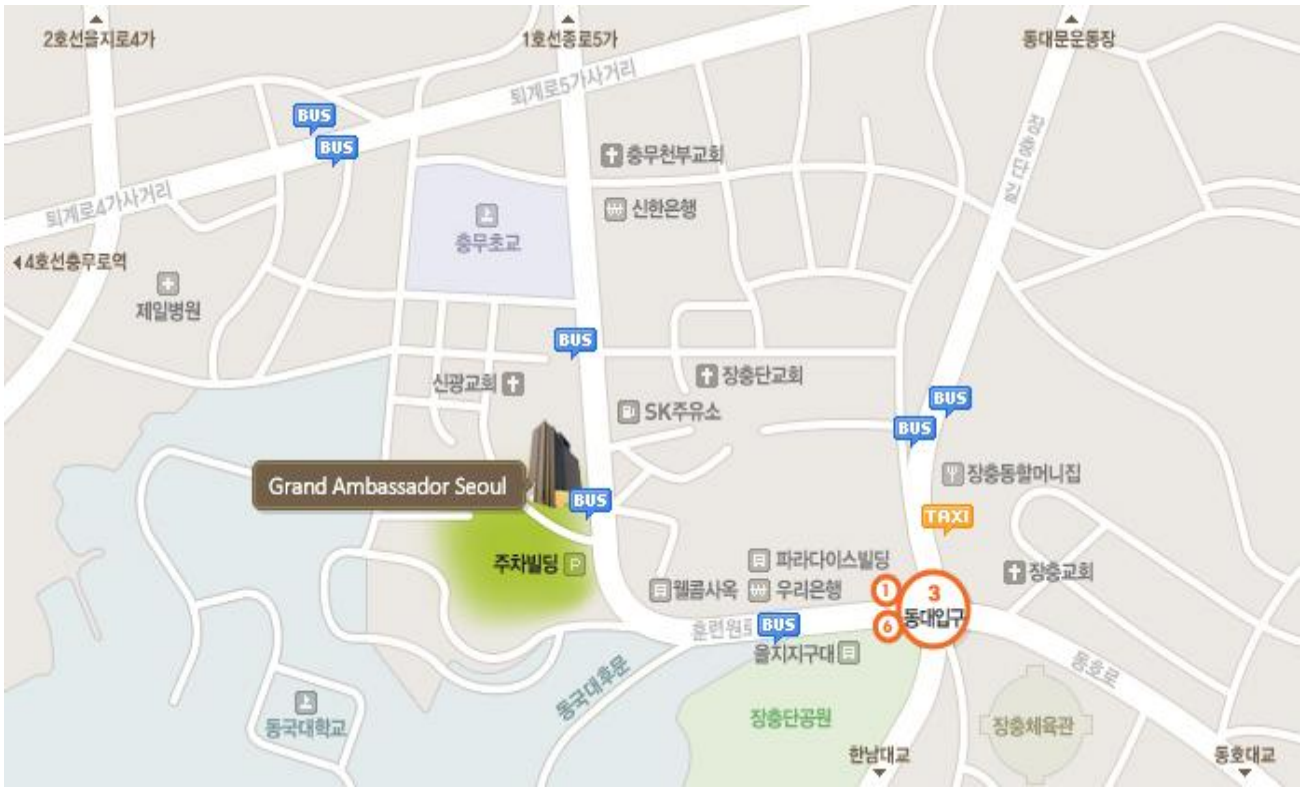 2호선을지로4가
1호선종로5가
동대문운동장
퇴계로5가사거리
BUS
BUS
장충단길
충무천부교회
퇴계로4가사거리
신한은행
충무초교
4호선충무로역
제일병원
BUS
신광교회
장충단교회
SK주유소
BUS
BUS
장충동할머니집
Grand Ambassador Seoul
BUS
TAXI
주차빌딩 P
파라다이스빌딩
장충교회
웰콤사옥
우리은행
1
3
동대입구
6
훈련원로
BUS
을지지구대
동국대후문
동호로
동국대학교
장충단공원
장충체육관
한남대교
동호대교